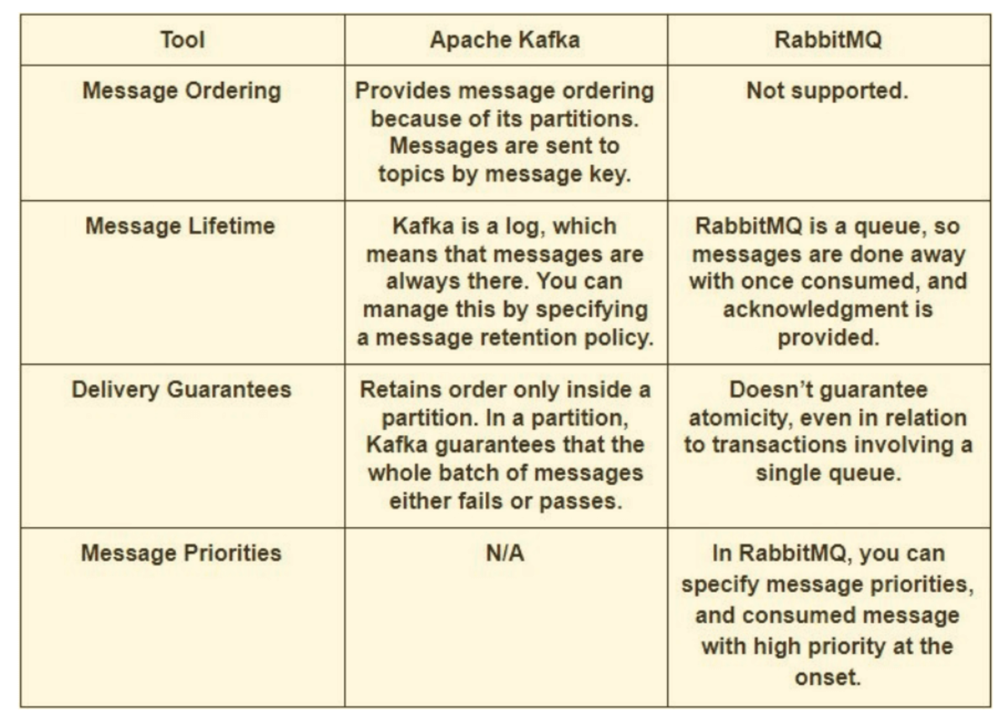 Tool
Apache Kafka
RabbitMQ
Message Ordering
Provides message ordering
because of its partitions.
Messages are sent to
topics by message key.
Not supported.
Message Lifetime
Kafka is a log, which
means that messages are
always there. You can
manage this by specifying
a message retention policy.
RabbitMQ is a queue, so
messages are done away
with once consumed, and
acknowledgment is
provided.
Delivery Guarantees
Retains order only inside a
partition. In a partition,
Kafka guarantees that the
whole batch of messages
either fails or passes.
Doesn’t guarantee
atomicity, even in relation
to transactions involving a
single queue.
Message Priorities
N/A
In RabbitMQ, you can
specify message priorities,
and consumed message
with high priority at the
onset.